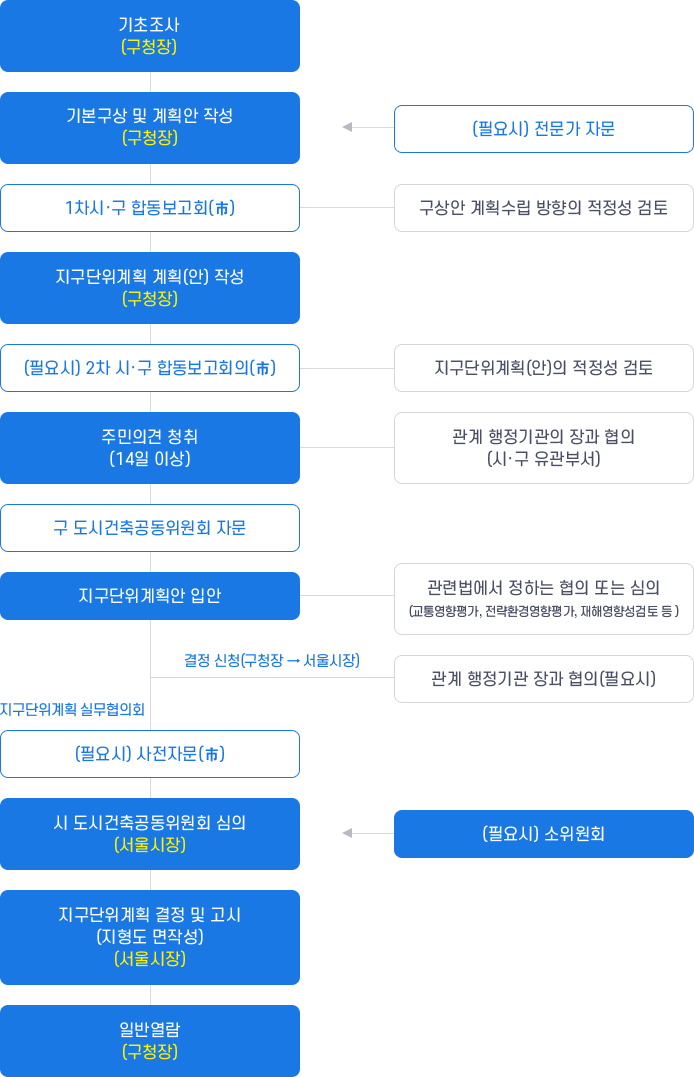 기초조사
(구청장)
기본구상 및 계획안 작성
(구청장)
(필요시) 전문가 자문
1차시·구 합동보고회(市)
구상안 계획수립 방향의 적정성 검토
지구단위계획 계획(안) 작성
(구청장)
(필요시) 2차 시·구 합동보고회의(市)
지구단위계획(안)의 적정성 검토
주민의견 청취
(14일 이상)
관계 행정기관의 장과 협의
(시·구 유관부서)
구 도시건축공동위원회 자문
지구단위계획안 입안
관련법에서 정하는 협의 또는 심의
(교통영향평가, 전략환경영향평가, 재해영향성검토 등 )
결정 신청(구청장 → 서울시장)
관계 행정기관 장과 협의(필요시)
지구단위계획 실무협의회
(필요시) 사전자문(市)
시 도시건축공동위원회 심의
(서울시장)
(필요시) 소위원회
지구단위계획 결정 및 고시
(지형도 면작성)
(서울시장)
일반열람
(구청장)